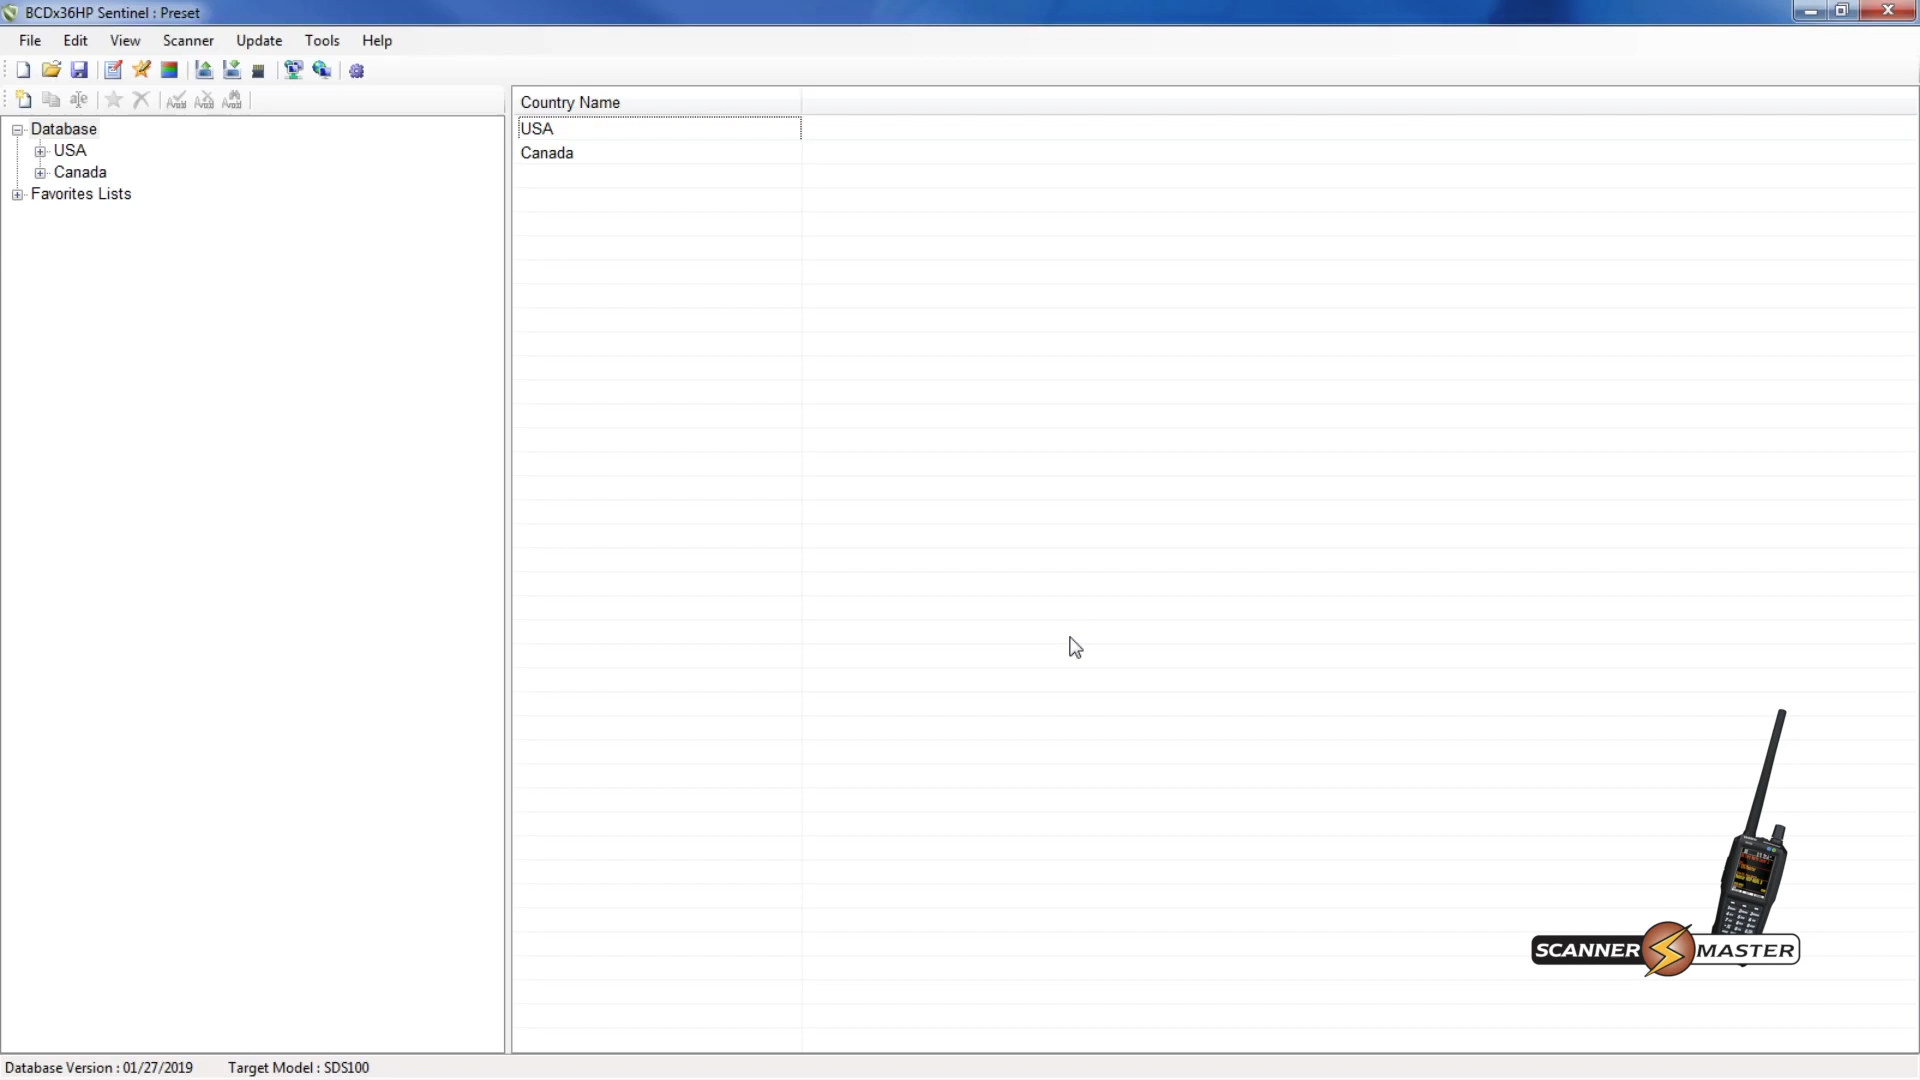 BCDx36HP Sentinel : Preset
File Edit View Scanner Update Tools Help
Country Name
Database
USA
Canada
Favorites Lists
USA
Canada
SCANNER MASTER
Database Version : 01/27/2019 Target Model : SDS100